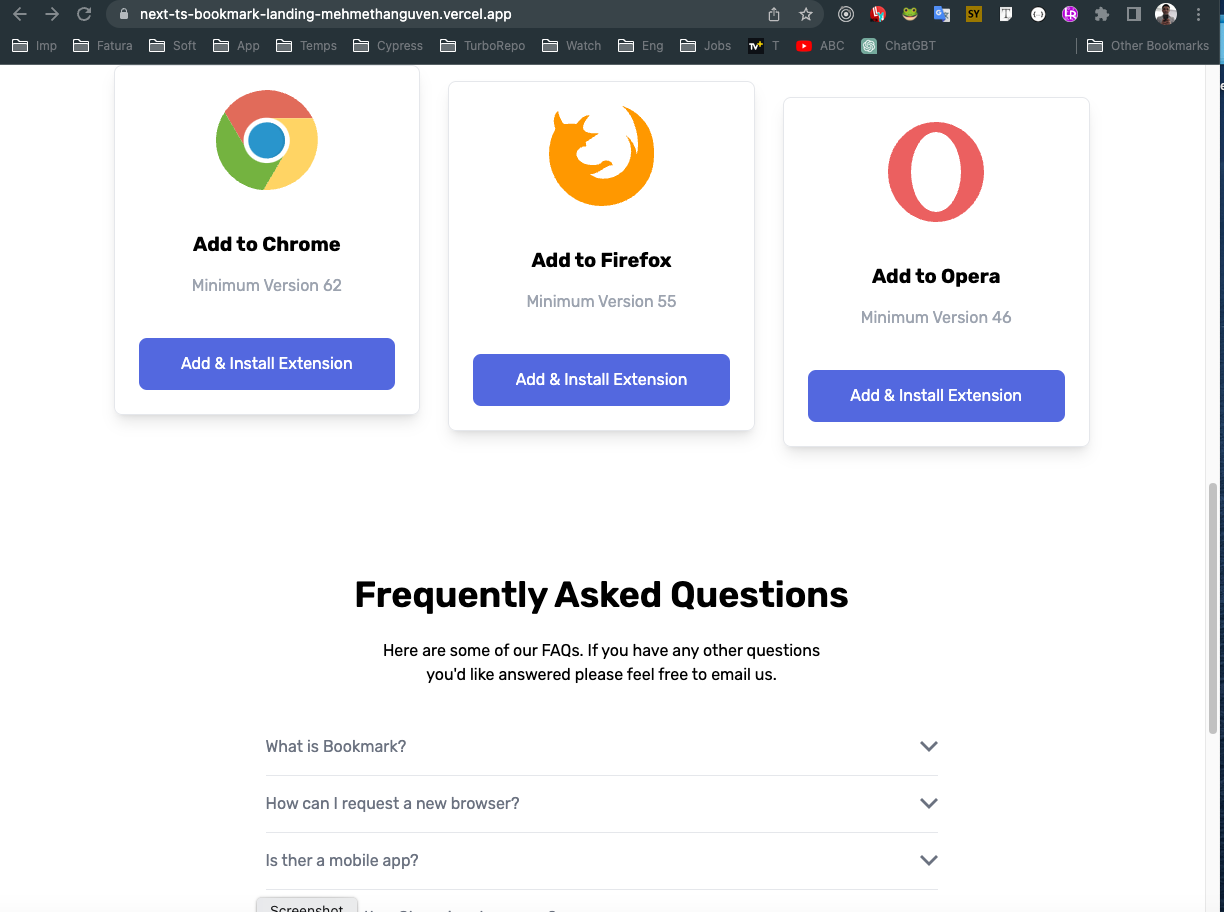 next-ts-bookmark-landing-mehmethanguven.vercel.app
SY
T
LR
Imp
Fatura
Soft
App
Temps
Cypress
TurboRepo
Watch
Eng
Jobs
TV+
T
ABC
ChatGBT
Other Bookmarks
Add to Chrome
Minimum Version 62
Add & Install Extension
Add to Firefox
Minimum Version 55
Add & Install Extension
Add to Opera
Minimum Version 46
Add & Install Extension
Frequently Asked Questions
Here are some of our FAQs. If you have any other questions
you'd like answered please feel free to email us.
What is Bookmark?
How can I request a new browser?
Is ther a mobile app?
Screenshot